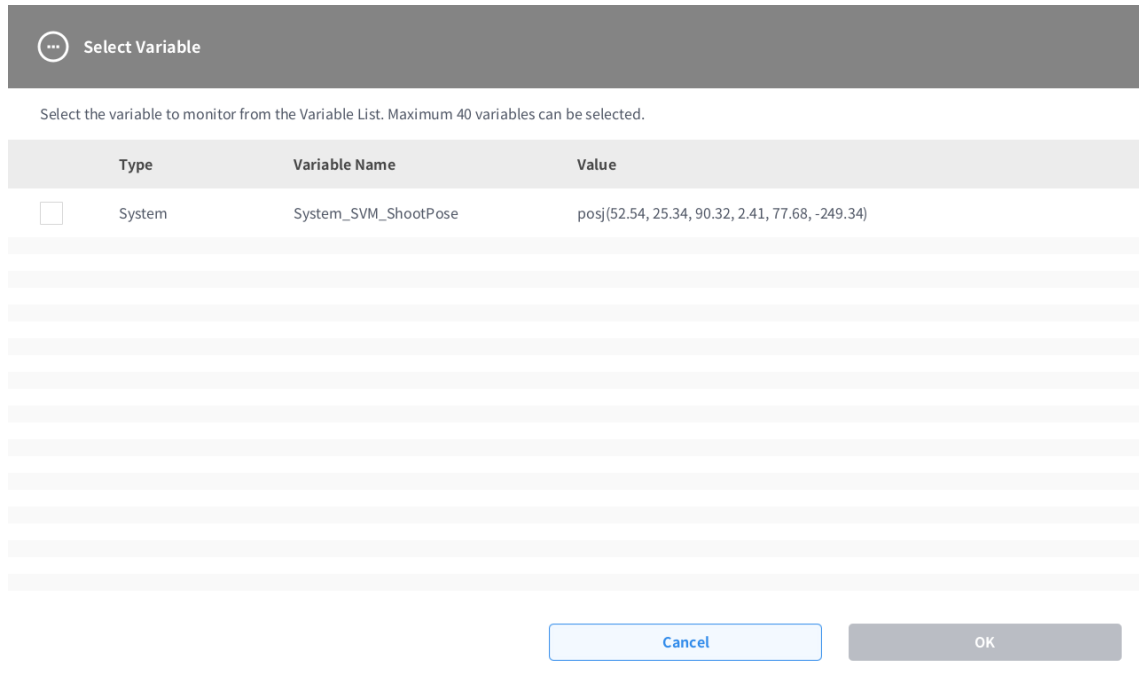 Select Variable
Select the variable to monitor from the Variable List. Maximum 40 variables can be selected.
Type Variable Name Value
System System_SVM_ShootPose posj(52.54, 25.34, 90.32, 2.41, 77.68, -249.34)
Cancel OK